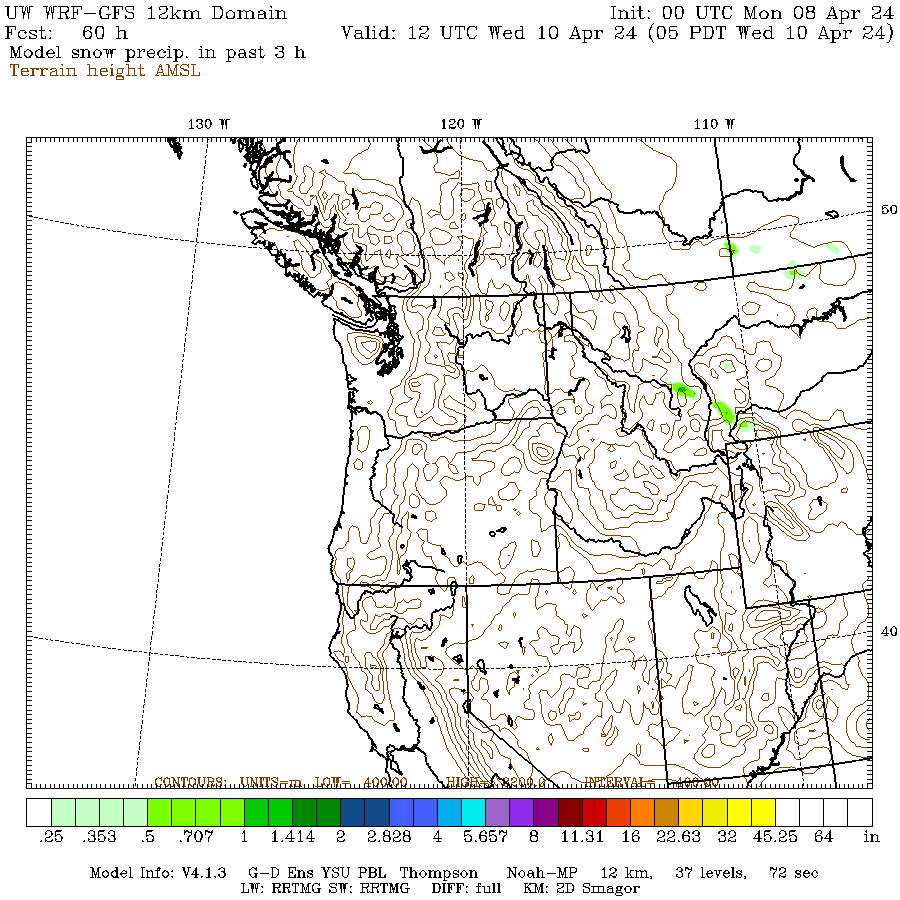 UW WRF-GFS 12km Domain Init: 00 UTC Mon 08 Apr 24
Fcst: 60 h Valid: 12 UTC Wed 10 Apr 24 (05 PDT Wed 10 Apr 24)
Model snow precip. in past 3 h
Terrain height AMSL
130 W 120 W 110 W
50
40
CONTOURS: UNITS=m LOW= 400.00 HIGH= 3200.0 INTERVAL= 400.00
.25 .353 .5 .707 1 1.414 2 2.828 4 5.657 8 11.31 16 22.63 32 45.25 64 in
Model Info: V4.1.3 G-D Ens YSU PBL Thompson Noah-MP 12 km, 37 levels, 72 sec
LW: RRTMG SW: RRTMG DIFF: full KM: 2D Smagor